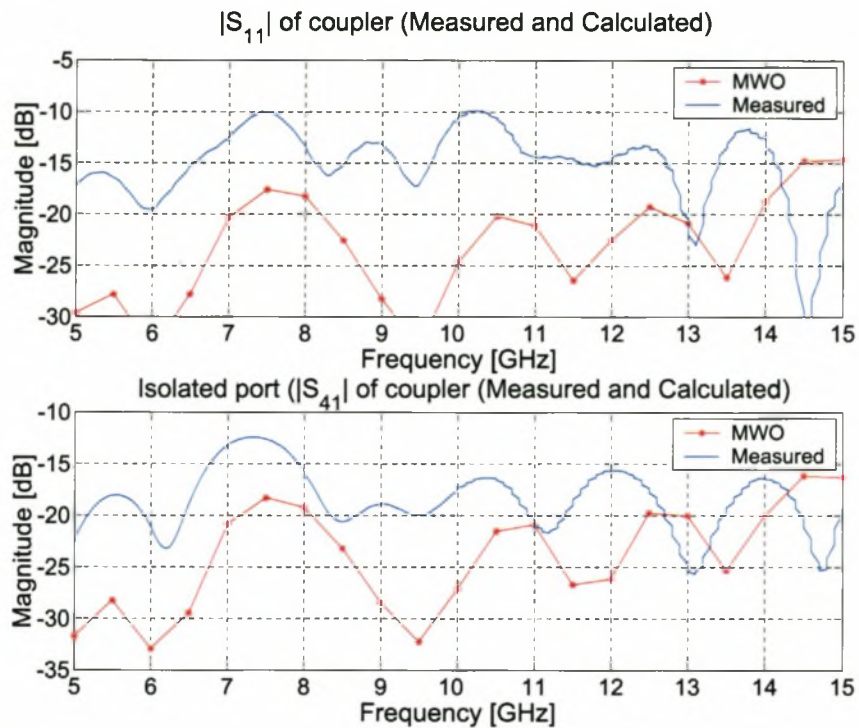 |S11| of coupler (Measured and Calculated)
-5
-10
-15
-20
-25
-30
Magnitude [dB]
MWO
Measured
5 6 7 8 9 10 11 12 13 14 15
Frequency [GHz]
Isolated port (|S41| of coupler (Measured and Calculated)
-10
-15
-20
-25
-30
-35
Magnitude [dB]
MWO
Measured
5 6 7 8 9 10 11 12 13 14 15
Frequency [GHz]